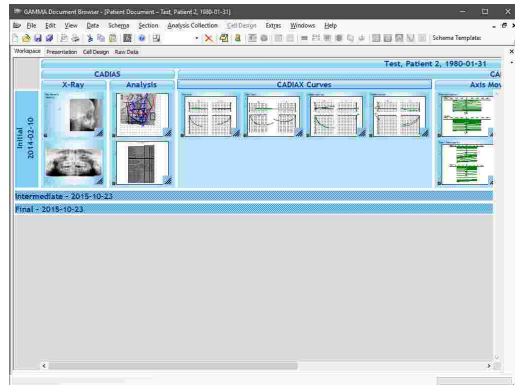 GAMMA Document Browser - [Patient Document - Test, Patient 2, 1980-01-31]
File Edit View Data Schema Section Analysis Collection Cell Design Extras Windows Help
Schema Template:
Workspace Presentation Cell Design Raw Data
Test, Patient 2, 1980-01-31
CADIAS
X-Ray Analysis CADIAX Curves Axis Mov
Initial
2014-02-10
Intermediate - 2015-10-23
Final - 2015-10-23